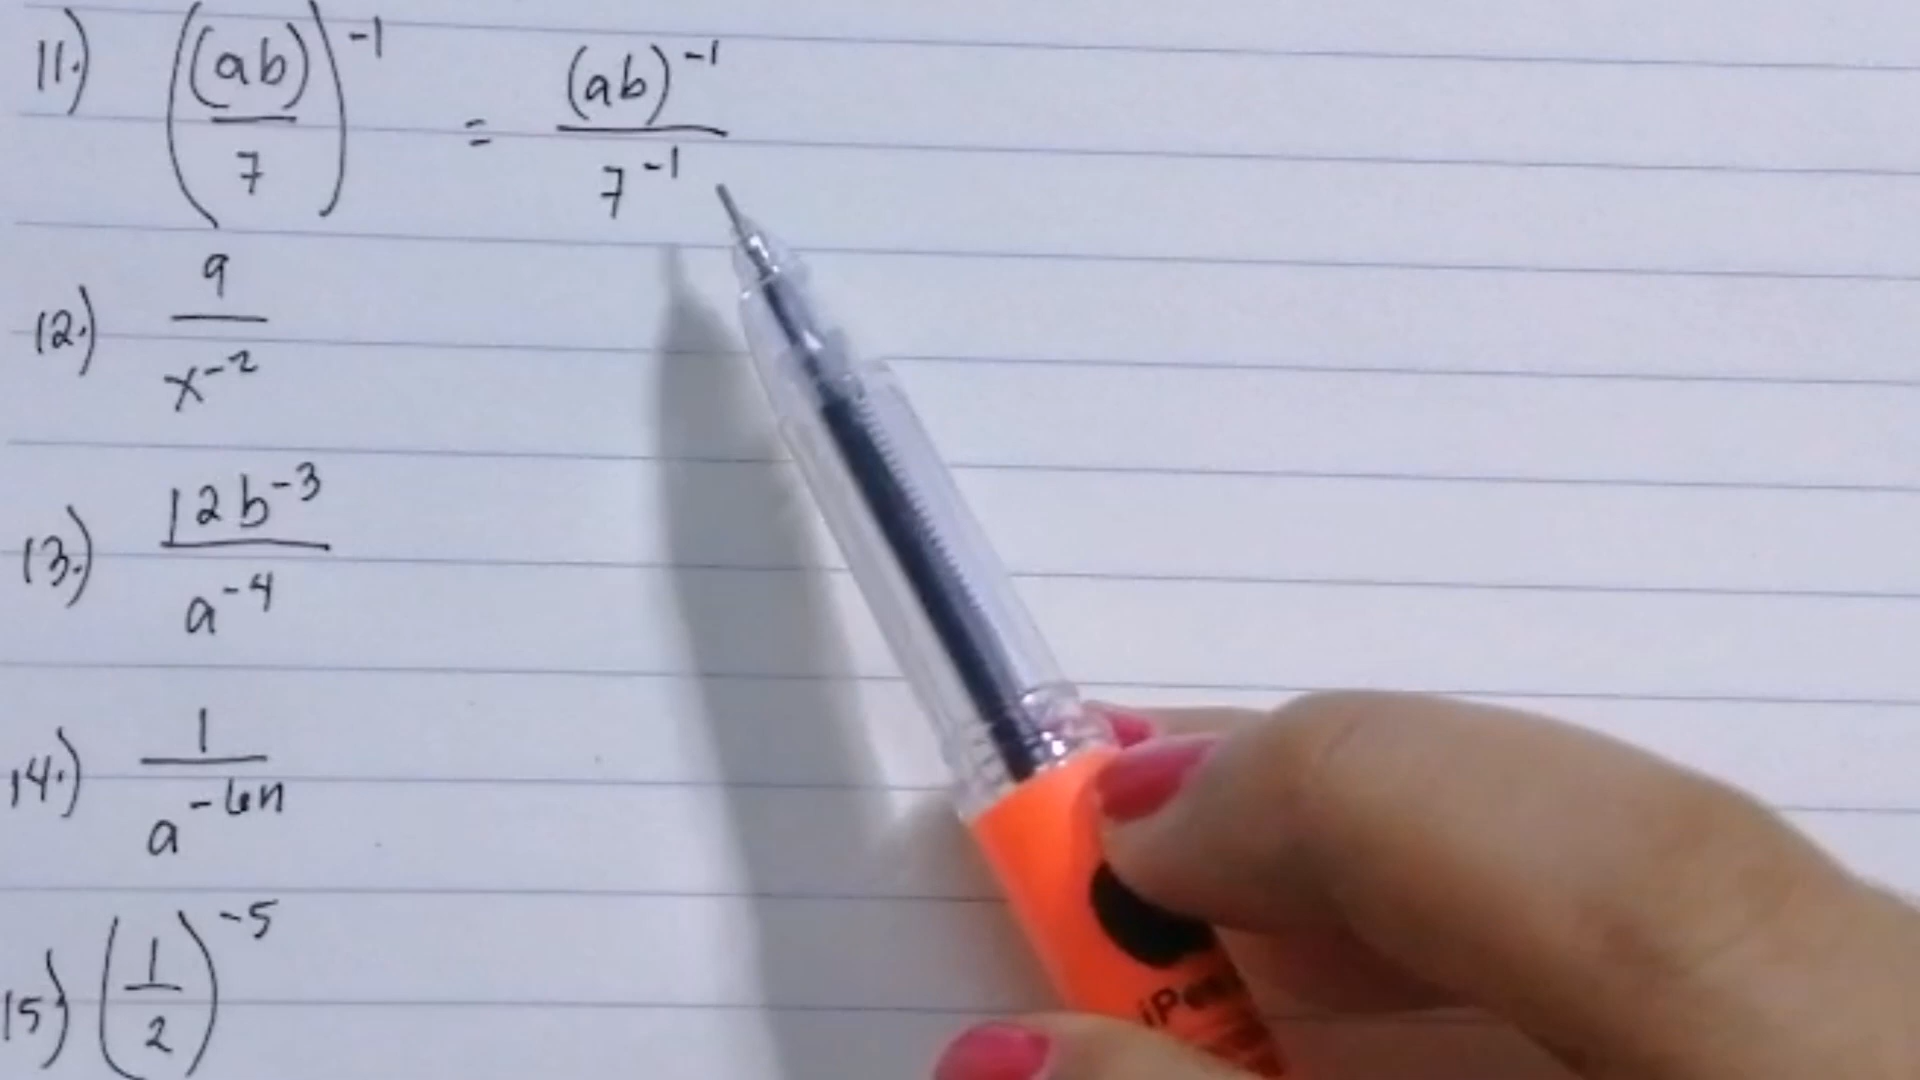 11.) ((ab)/7)^-1 = (ab)^-1/7^-1
12.) 9/x^-2
13.) 12b^-3/a^-4
14.) 1/a^-6n
15) (1/2)^-5